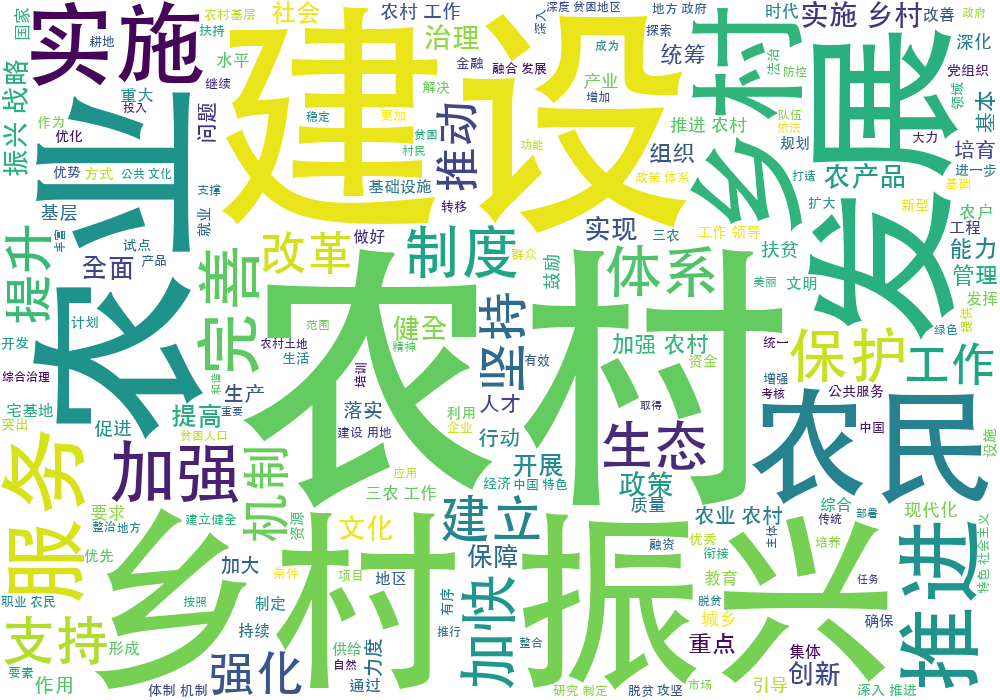 农村
建设
乡村 振兴
发展
农业
农民
乡村
实施
推进
服务
加强
制度
体系
完善
保护
工作
生态
支持
提升
改革
坚持
机制
加快
建立
强化
推动
治理
社会
农村 工作
农村基层
扶持
国家
耕地
水平
继续
金融
融合 发展
解决
深度 贫困地区
深入
成为
探索
地方 政府
统筹
时代
实施 乡村
改善
政府
深化
党组织
法治
防控
领域
产业
增加
振兴 战略
重大
投入
作为
优化
问题
稳定
更加
贫困
村民
功能
推进 农村
队伍
依法
规划
大力
基本
培育
组织
优势
方式
公共 文化
支撑
基础设施
政策 体系
打造
农产品
进一步
基础
转移
就业
基层
丰富
试点
产品
全面
做好
群众
鼓励
实现
三农
工作 领导
扶贫
扩大
新型
农户
工程
能力
管理
美丽
文明
发挥
计划
开发
范围
健全
精神
农村土地
生活
加强 农村
资金
统一
绿色
提供
综合治理
和谐
生产
培训
有效
增强
考核
公共服务
中国
宅基地
突出
促进
提高
重要
贫困人口
落实
建设 用地
利用
企业
人才
行动
取得
设施
应用
三农 工作
经济
中国 特色
开展
政策
质量
农业 农村
综合
传统
部署
现代化
要求
整治
地方
建立健全
资源
文化
保障
融资
优秀
衔接
主体
培养
特色 社会主义
优先
加大
条件
项目
地区
教育
任务
职业 农民
按照
制定
有序
脱贫
城乡
确保
形成
持续
供给
力度
推行
整合
重点
集体
要素
作用
体制 机制
自然
通过
研究 制定
脱贫 攻坚
市场
引导
创新
深入 推进